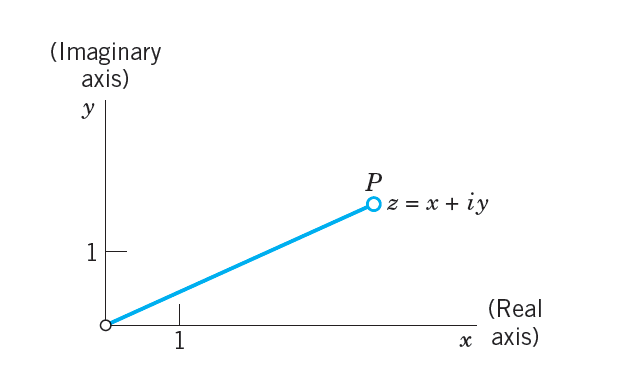 (Imaginary
axis)
y
P
z = x + iy
1
1
(Real
x axis)